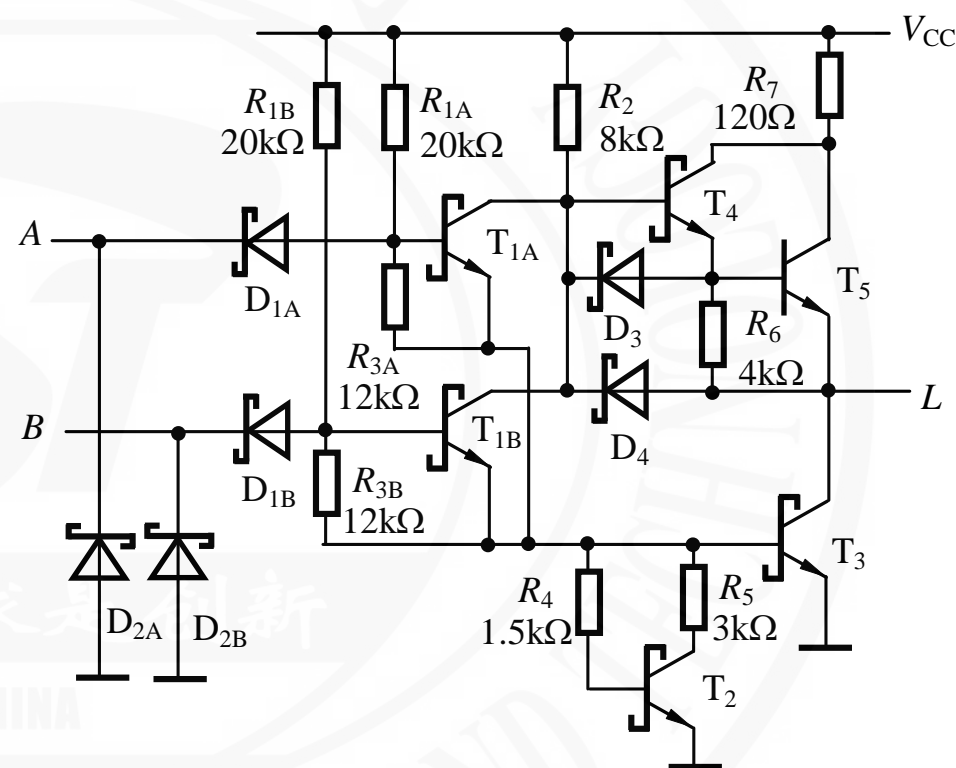 V_CC
R_1B
20kΩ
R_1A
20kΩ
R_2
8kΩ
R_7
120Ω
A
D_1A
T_1A
T_4
D_3
R_6
4kΩ
T_5
R_3A
12kΩ
B
D_1B
T_1B
D_4
L
R_3B
12kΩ
T_3
D_2A
D_2B
R_4
1.5kΩ
R_5
3kΩ
T_2